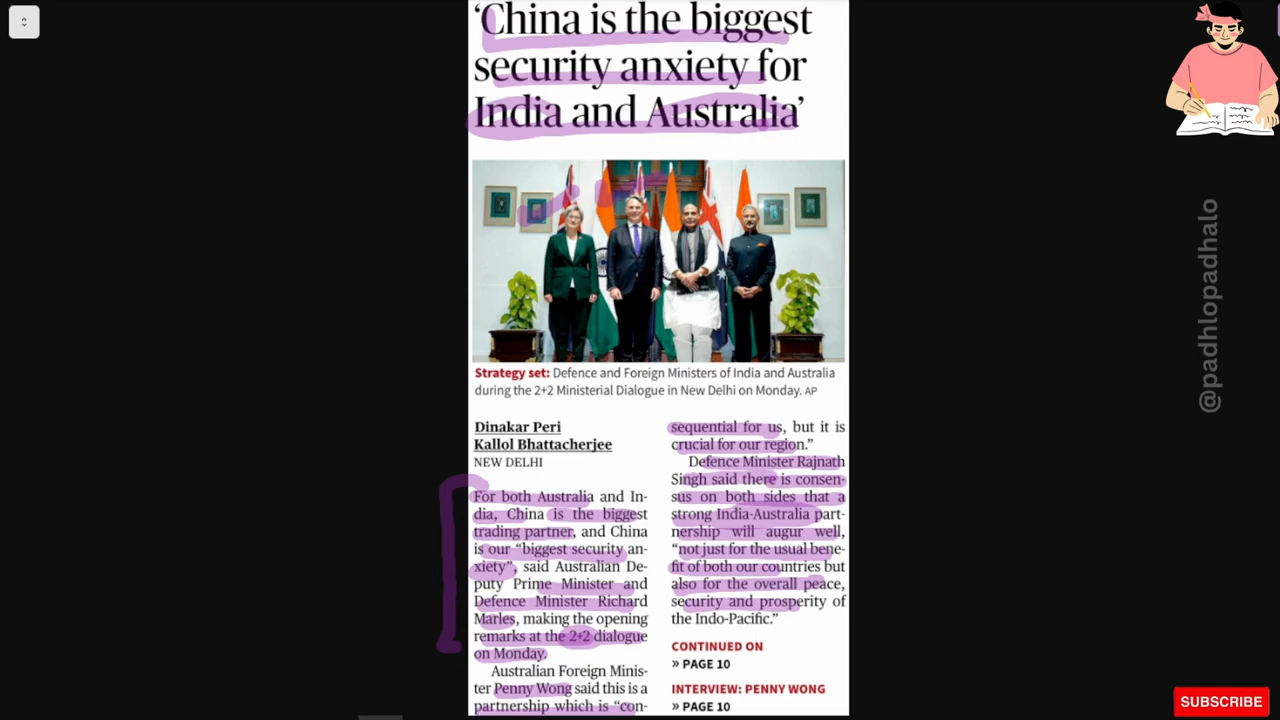 ‘China is the biggest
security anxiety for
India and Australia’
Strategy set: Defence and Foreign Ministers of India and Australia
during the 2+2 Ministerial Dialogue in New Delhi on Monday. AP
Dinakar Peri
Kallol Bhattacherjee
NEW DELHI
For both Australia and In-
dia, China is the biggest
trading partner, and China
is our “biggest security an-
xiety”, said Australian De-
puty Prime Minister and
Defence Minister Richard
Marles, making the opening
remarks at the 2+2 dialogue
on Monday.
Australian Foreign Minis-
ter Penny Wong said this is a
partnership which is “con-
sequential for us, but it is
crucial for our region.”
Defence Minister Rajnath
Singh said there is consen-
sus on both sides that a
strong India-Australia part-
nership will augur well,
“not just for the usual bene-
fit of both our countries but
also for the overall peace,
security and prosperity of
the Indo-Pacific.”
CONTINUED ON
» PAGE 10
INTERVIEW: PENNY WONG
» PAGE 10
@padhlopadhalo
SUBSCRIBE